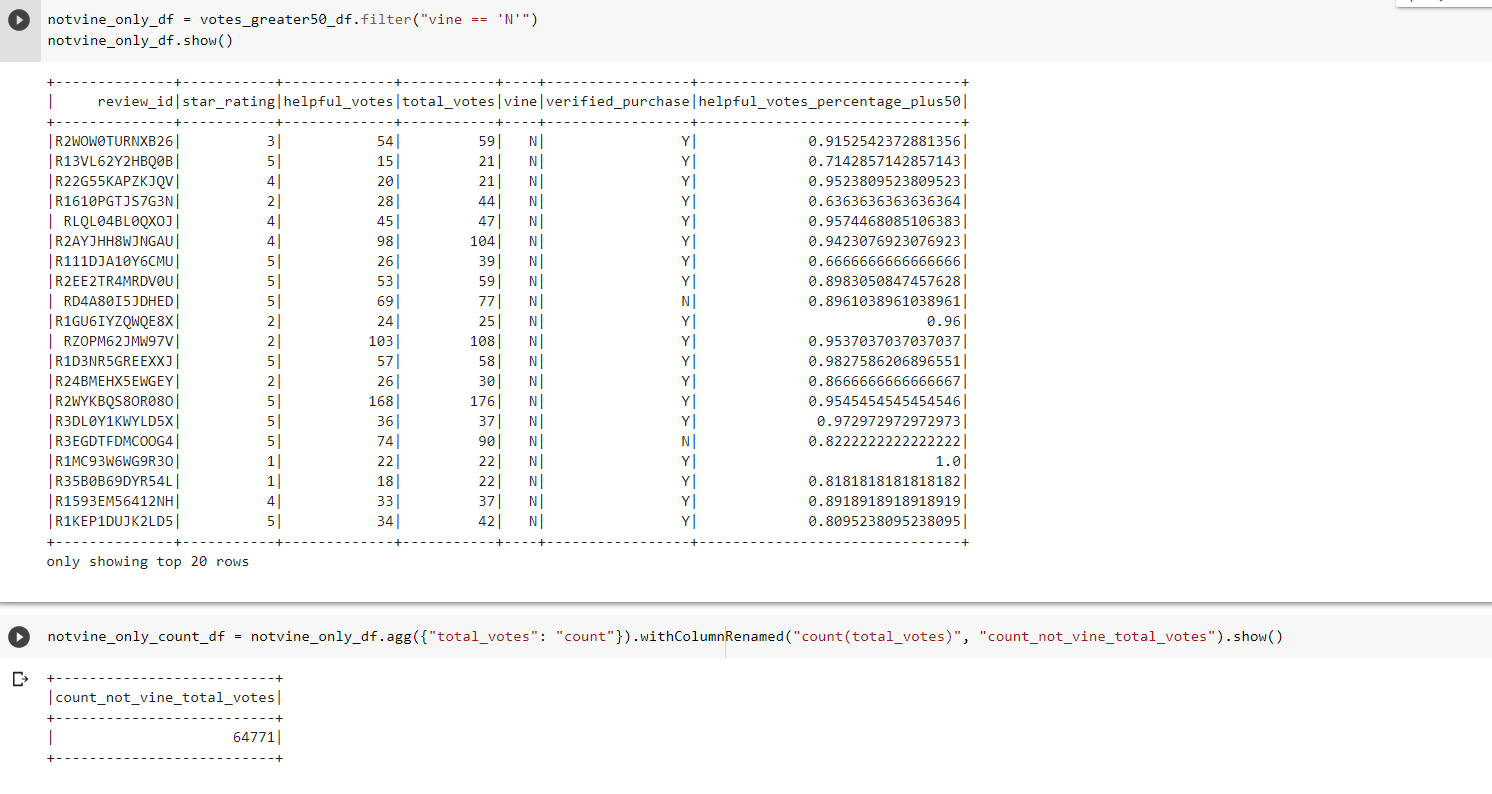 notvine_only_df = votes_greater50_df.filter("vine == 'N'")
notvine_only_df.show()
+--------------+-----------+-------------+-----------+----+-----------------+-------------------------------+
|     review_id|star_rating|helpful_votes|total_votes|vine|verified_purchase|helpful_votes_percentage_plus50|
+--------------+-----------+-------------+-----------+----+-----------------+-------------------------------+
|R2WOW0TURNXB26|          3|           54|         59|   N|                Y|             0.9152542372881356|
|R13VL62Y2HBQ0B|          5|           15|         21|   N|                Y|             0.7142857142857143|
|R22G55KAPZKJQV|          4|           20|         21|   N|                Y|             0.9523809523809523|
|R1610PGTJS7G3N|          2|           28|         44|   N|                Y|             0.6363636363636364|
| RLQL04BL0QXOJ|          4|           45|         47|   N|                Y|             0.9574468085106383|
|R2AYJHH8WJNGAU|          4|           98|        104|   N|                Y|             0.9423076923076923|
|R111DJA10Y6CMU|          5|           26|         39|   N|                Y|             0.6666666666666666|
|R2EE2TR4MRDV0U|          5|           53|         59|   N|                Y|             0.8983050847457628|
| RD4A80I5JDHED|          5|           69|         77|   N|                N|             0.8961038961038961|
|R1GU6IYZQWQE8X|          2|           24|         25|   N|                Y|                           0.96|
| RZOPM62JMW97V|          2|          103|        108|   N|                Y|             0.9537037037037037|
|R1D3NR5GREEXXJ|          5|           57|         58|   N|                Y|             0.9827586206896551|
|R24BMEHX5EWGEY|          2|           26|         30|   N|                Y|             0.8666666666666667|
|R2WYKBQS8OR08O|          5|          168|        176|   N|                Y|             0.9545454545454546|
|R3DL0Y1KWYLD5X|          5|           36|         37|   N|                Y|              0.972972972972973|
|R3EGDTFDMCOOG4|          5|           74|         90|   N|                N|             0.8222222222222222|
|R1MC93W6WG9R3O|          1|           22|         22|   N|                Y|                            1.0|
|R35B0B69DYR54L|          1|           18|         22|   N|                Y|             0.8181818181818182|
|R1593EM56412NH|          4|           33|         37|   N|                Y|             0.8918918918918919|
|R1KEP1DUJK2LD5|          5|           34|         42|   N|                Y|             0.8095238095238095|
+--------------+-----------+-------------+-----------+----+-----------------+-------------------------------+
only showing top 20 rows
notvine_only_count_df = notvine_only_df.agg({"total_votes": "count"}).withColumnRenamed("count(total_votes)", "count_not_vine_total_votes").show()
+--------------------------+
|count_not_vine_total_votes|
+--------------------------+
|                     64771|
+--------------------------+